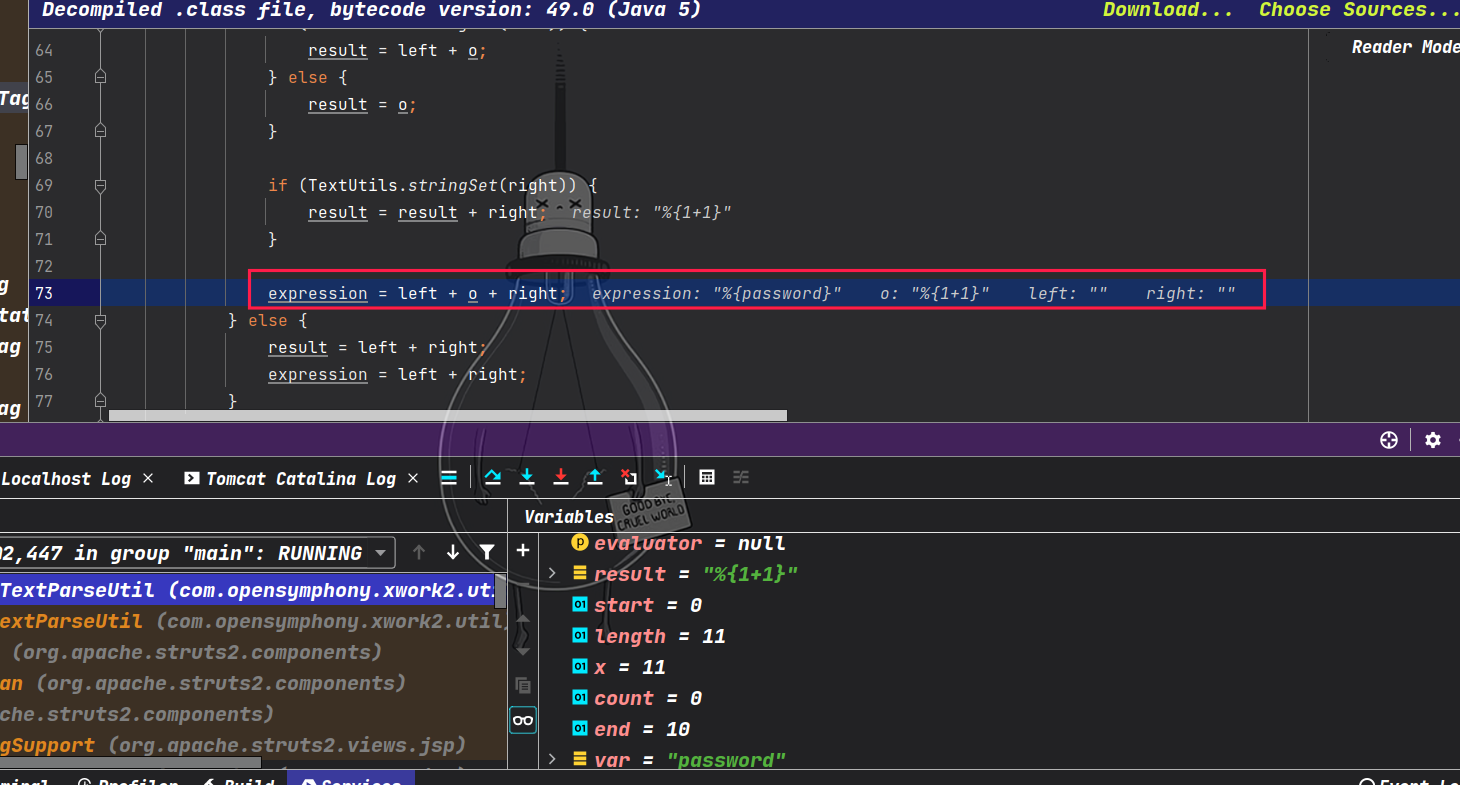 Decompiled .class file, bytecode version: 49.0 (Java 5) Download... Choose Sources...
64 result = left + o;
Reader Mode
65 } else {
Tag
66 result = o;
67 }
68
69 if (TextUtils.stringSet(right)) {
70 result = result + right; result: "%{1+1}"
71 }
72
73 expression = left + o + right; expression: "%{password}" o: "%{1+1}" left: "" right: ""
74 } else {
75 result = left + right;
ag
76 expression = left + right;
77 }
ag
Localhost Log × Tomcat Catalina Log ×
GOOD BYE,
CRUEL WORLD
Variables
02,447 in group "main": RUNNING
evaluator = null
TextParseUtil (com.opensymphony.xwork2.uti
result = "%{1+1}"
extParseUtil (com.opensymphony.xwork2.util,
start = 0
(org.apache.struts2.components)
length = 11
an (org.apache.struts2.components)
x = 11
che.struts2.components)
count = 0
gSupport (org.apache.struts2.views.jsp)
end = 10
var = "password"
minal Profiler Build Services Event Lo